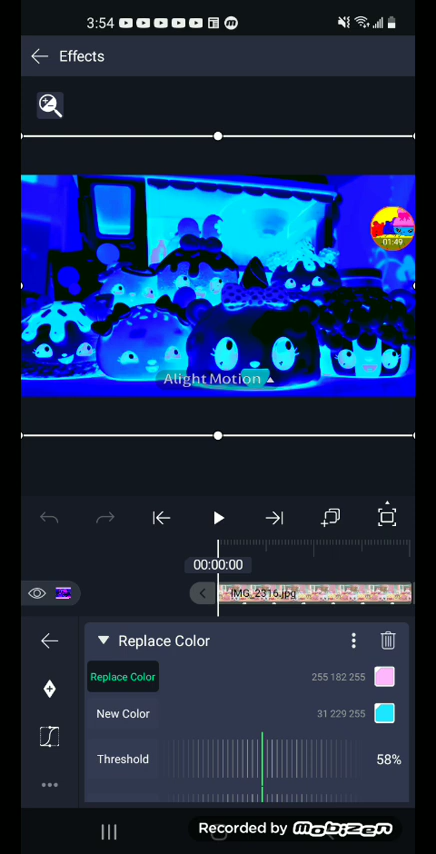 3:54
Effects
01:49
Alight Motion
00:00:00
IMG_2316.jpg
Replace Color
Replace Color 255 182 255
New Color 31 229 255
Threshold 58%
Recorded by Mobizen